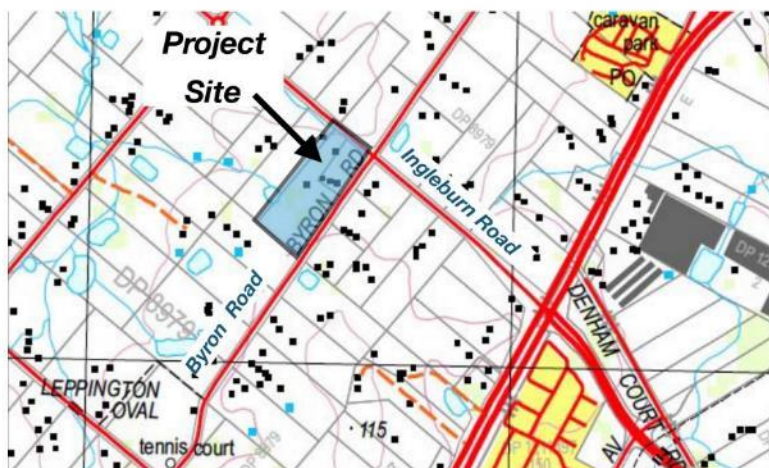 Project
Site
caravan
park
PO
DP 8979
BYRON RD
Ingleburn Road
DP 8979
Byron Road
DENHAM
COURT
LEPPINGTON
OVAL
115
tennis court
AV